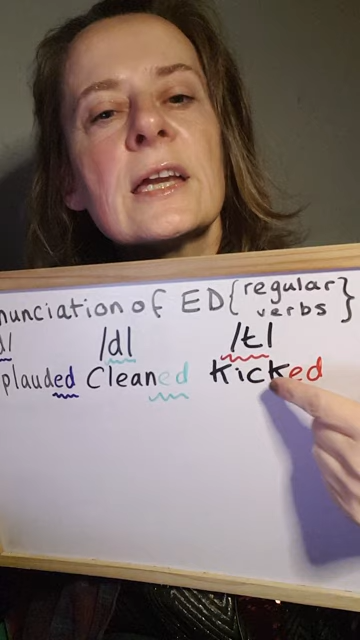 nunciation of ED{regular verbs}
d/ /d/ /t/
plauded Cleaned Kicked